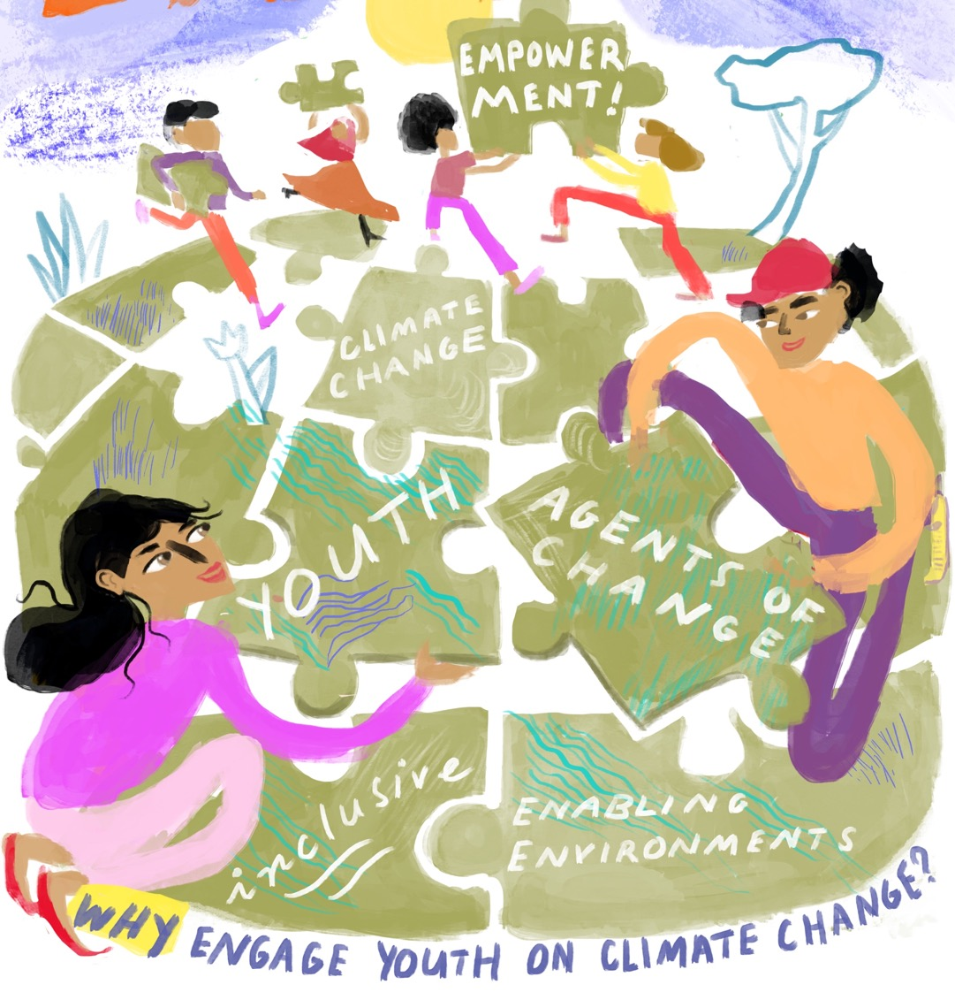 EMPOWER
MENT!
CLIMATE
CHANGE
YOUTH
AGENTS OF
CHANGE
inclusive
ENABLING
ENVIRONMENTS
WHY ENGAGE YOUTH ON CLIMATE CHANGE?